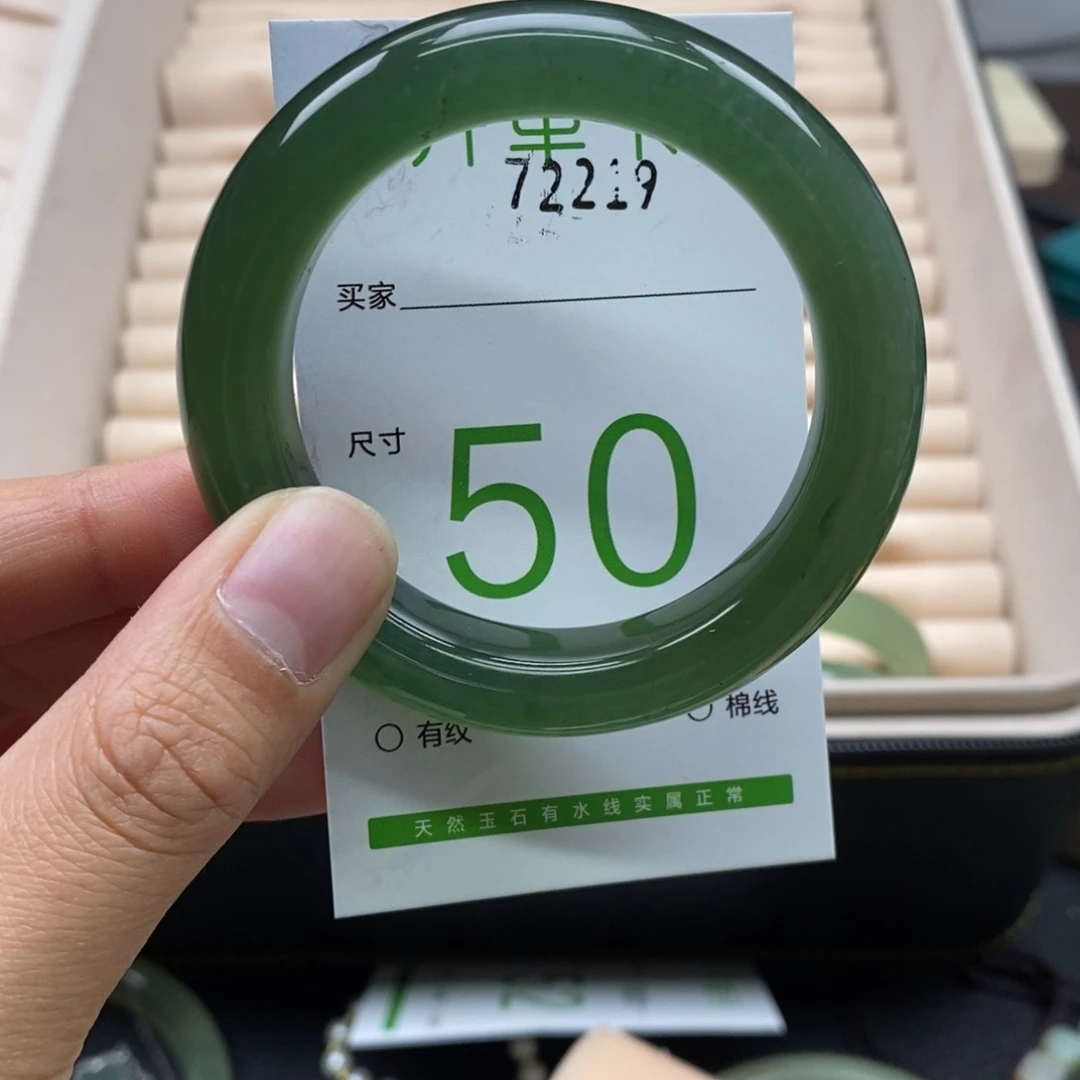 72219
买家
尺寸 50
有纹 棉线
天然玉石有水线实属正常
52